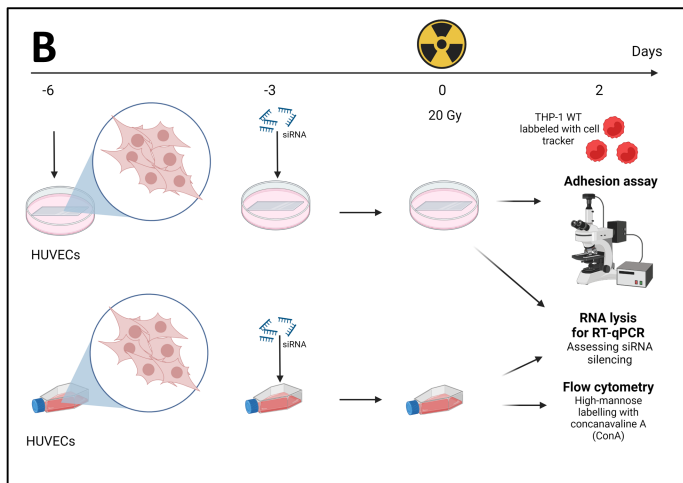 B
Days
-6
-3
0
2
20 Gy
siRNA
THP-1 WT
labeled with cell
tracker
Adhesion assay
HUVECs
RNA lysis
for RT-qPCR
Assessing siRNA
silencing
siRNA
Flow cytometry
High-mannose
labelling with
concanavaline A
(ConA)
HUVECs